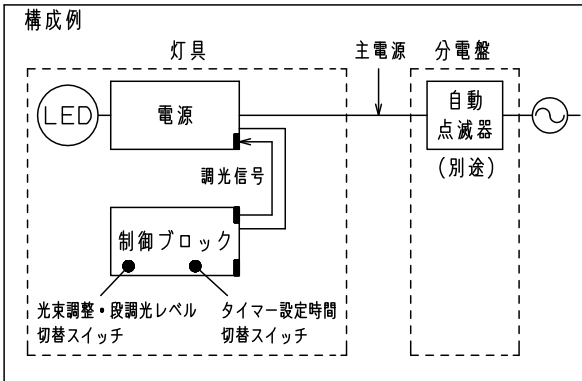 構成例
灯具
主電源
分電盤
LED
電源
自動
点滅器
(別途)
調光信号
制御ブロック
光束調整・段調光レベル
切替スイッチ
タイマー設定時間
切替スイッチ